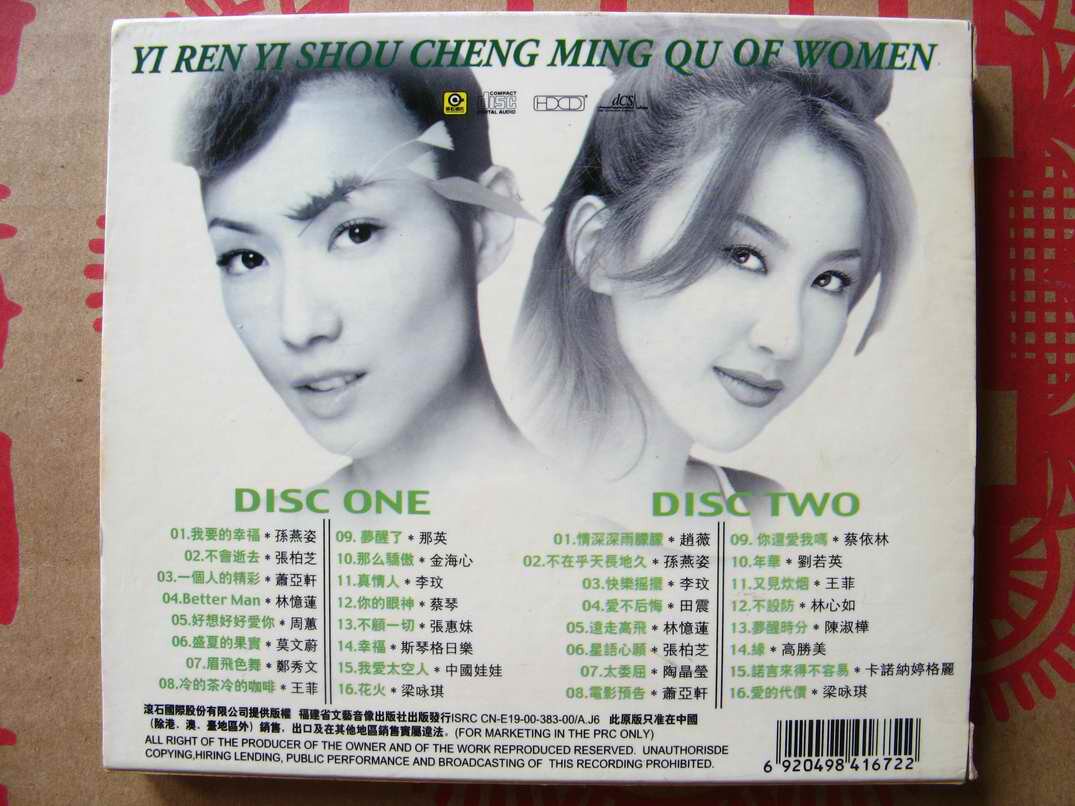 YI REN YI SHOU CHENG MING QU OF WOMEN
COMPACT
disc
DIGITAL AUDIO
HDCD
dCS
DISC ONE
01.我要的幸福*孫燕姿
02.不會逝去*張柏芝
03.一個人的精彩*蕭亞軒
04.Better Man*林憶蓮
05.好想好好愛你*周蕙
06.盛夏的果實*莫文蔚
07.眉飛色舞*鄭秀文
08.冷的茶冷的咖啡*王菲
09. 夢醒了*那英
10.那么驕傲*金海心
11.真情人*李玟
12.你的眼神*蔡琴
13.不顧一切*張惠妹
14.幸福*斯琴格日樂
15.我愛太空人*中國娃娃
16.花火*梁咏琪
DISC TWO
01.情深深雨朦朦*趙薇
02.不在乎天長地久*孫燕姿
03.快樂摇擺*李玟
04.愛不后悔*田震
05.遠走高飛*林憶蓮
06.星語心願*張柏芝
07.太委屈*陶晶瑩
08.電影預告*蕭亞軒
09. 你還愛我嗎*蔡依林
10.年華*劉若英
11.又見炊烟*王菲
12.不設防*林心如
13.夢醒時分*陳淑樺
14.緣*高勝美
15.諾言來得不容易*卡諾納婷格麗
16.愛的代價*梁咏琪
滾石國際股份有限公司提供版權 福建省文藝音像出版社出版發行ISRC CN-E19-00-383-00/A.J6 此原版只准在中國
(除港、澳、臺地區外)銷售，出口及在其他地區銷售實屬違法。(FOR MARKETING IN THE PRC ONLY)
ALL RIGHT OF THE PRODUCER OF THE OWNER AND OF THE WORK REPRODUCED RESERVED. UNAUTHORISDE
COPYING,HIRING LENDING, PUBLIC PERFORMANCE AND BROADCASTING OF THIS RECORDING PROHIBITED.
6 920498 416722